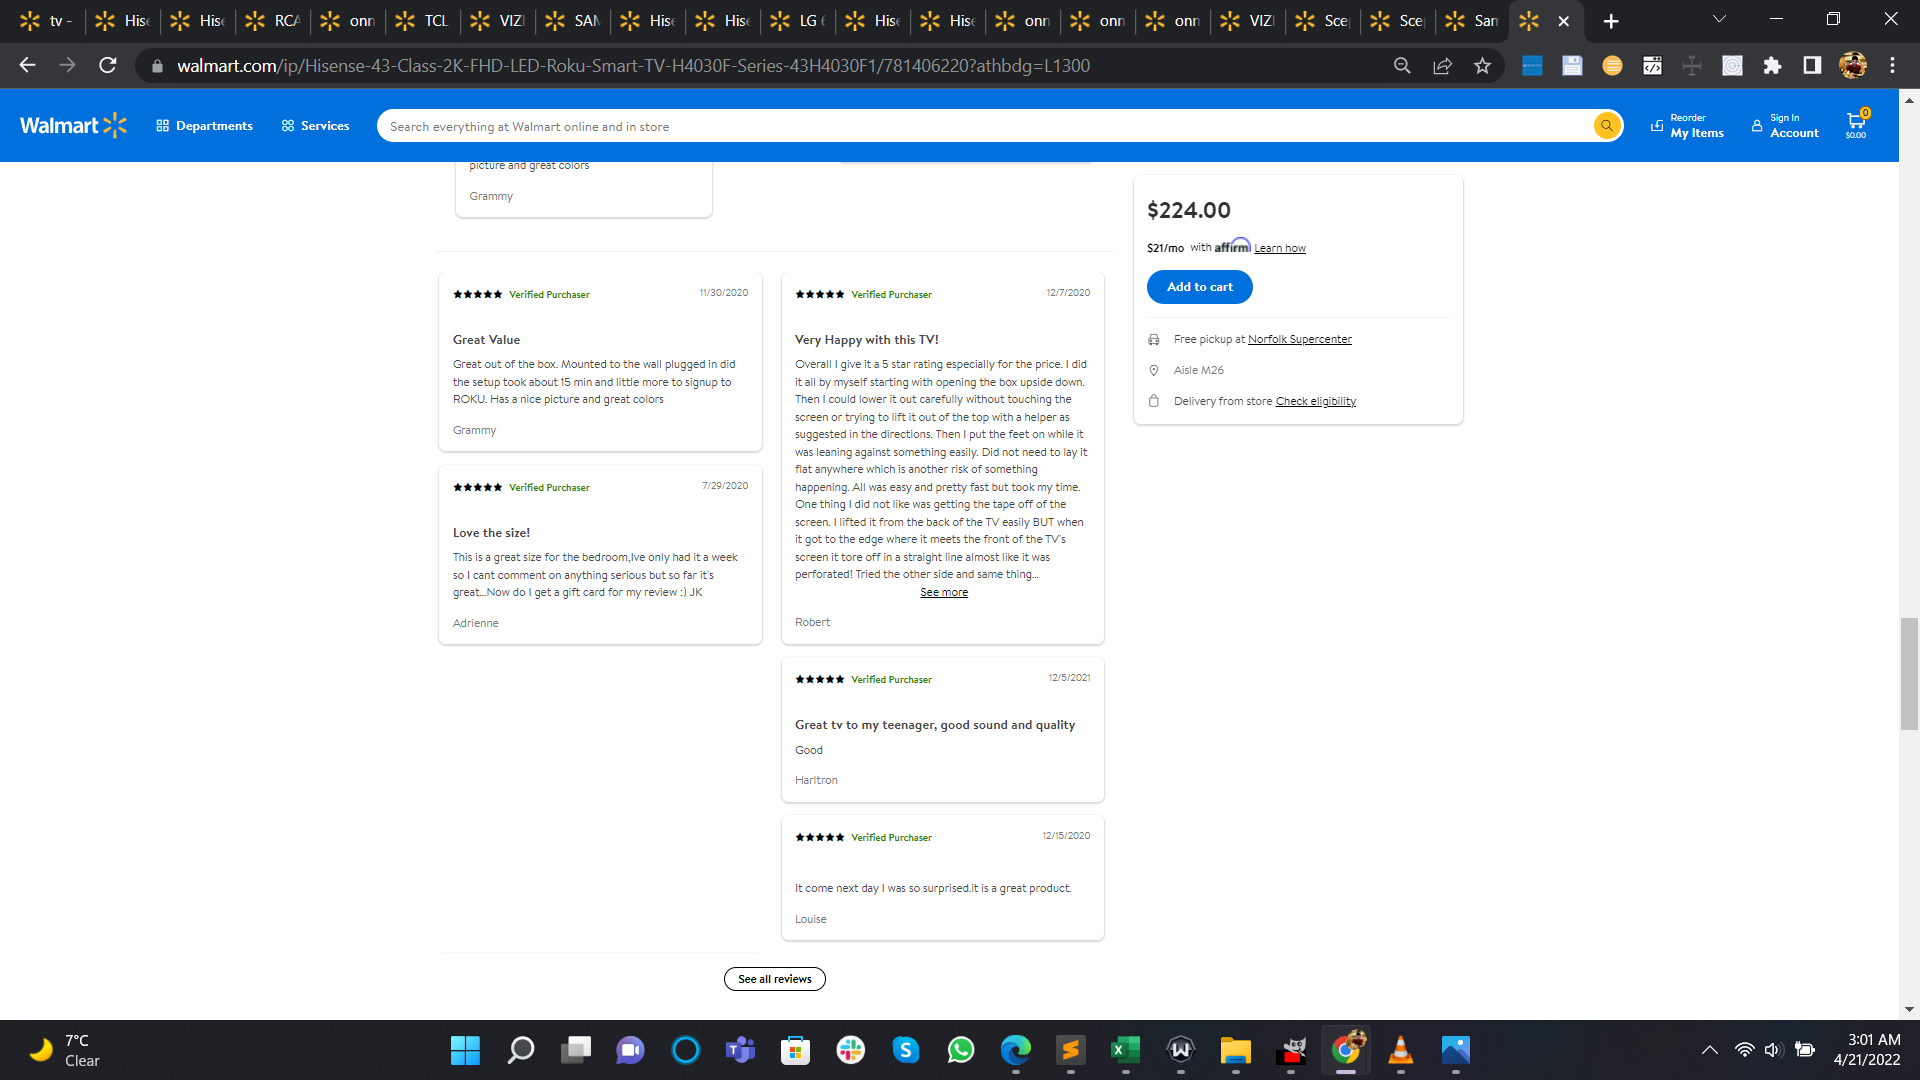 tv -
Hise
Hise
RCA
onn
TCL
VIZI
SAM
Hise
Hise
LG 6
Hise
Hise
onn
onn
onn
VIZI
Scep
Scep
Sam
walmart.com/ip/Hisense-43-Class-2K-FHD-LED-Roku-Smart-TV-H4030F-Series-43H4030F1/781406220?athbdg=L1300
Walmart
Departments
Services
Search everything at Walmart online and in store
Reorder
My Items
Sign In
Account
0
$0.00
picture and great colors
Grammy
$224.00
$21/mo with affirm Learn how
Add to cart
Free pickup at Norfolk Supercenter
Aisle M26
Delivery from store Check eligibility
Verified Purchaser
11/30/2020
Great Value
Great out of the box. Mounted to the wall plugged in did
the setup took about 15 min and little more to signup to
ROKU. Has a nice picture and great colors
Grammy
Verified Purchaser
7/29/2020
Love the size!
This is a great size for the bedroom,Ive only had it a week
so I cant comment on anything serious but so far it's
great...Now do I get a gift card for my review :) JK
Adrienne
Verified Purchaser
12/7/2020
Very Happy with this TV!
Overall I give it a 5 star rating especially for the price. I did
it all by myself starting with opening the box upside down.
Then I could lower it out carefully without touching the
screen or trying to lift it out of the top with a helper as
suggested in the directions. Then I put the feet on while it
was leaning against something easily. Did not need to lay it
flat anywhere which is another risk of something
happening. All was easy and pretty fast but took my time.
One thing I did not like was getting the tape off of the
screen. I lifted it from the back of the TV easily BUT when
it got to the edge where it meets the front of the TV's
screen it tore off in a straight line almost like it was
perforated! Tried the other side and same thing...
See more
Robert
Verified Purchaser
12/5/2021
Great tv to my teenager, good sound and quality
Good
Harltron
Verified Purchaser
12/15/2020
It come next day I was so surprised.it is a great product.
Louise
See all reviews
7°C
Clear
3:01 AM
4/21/2022